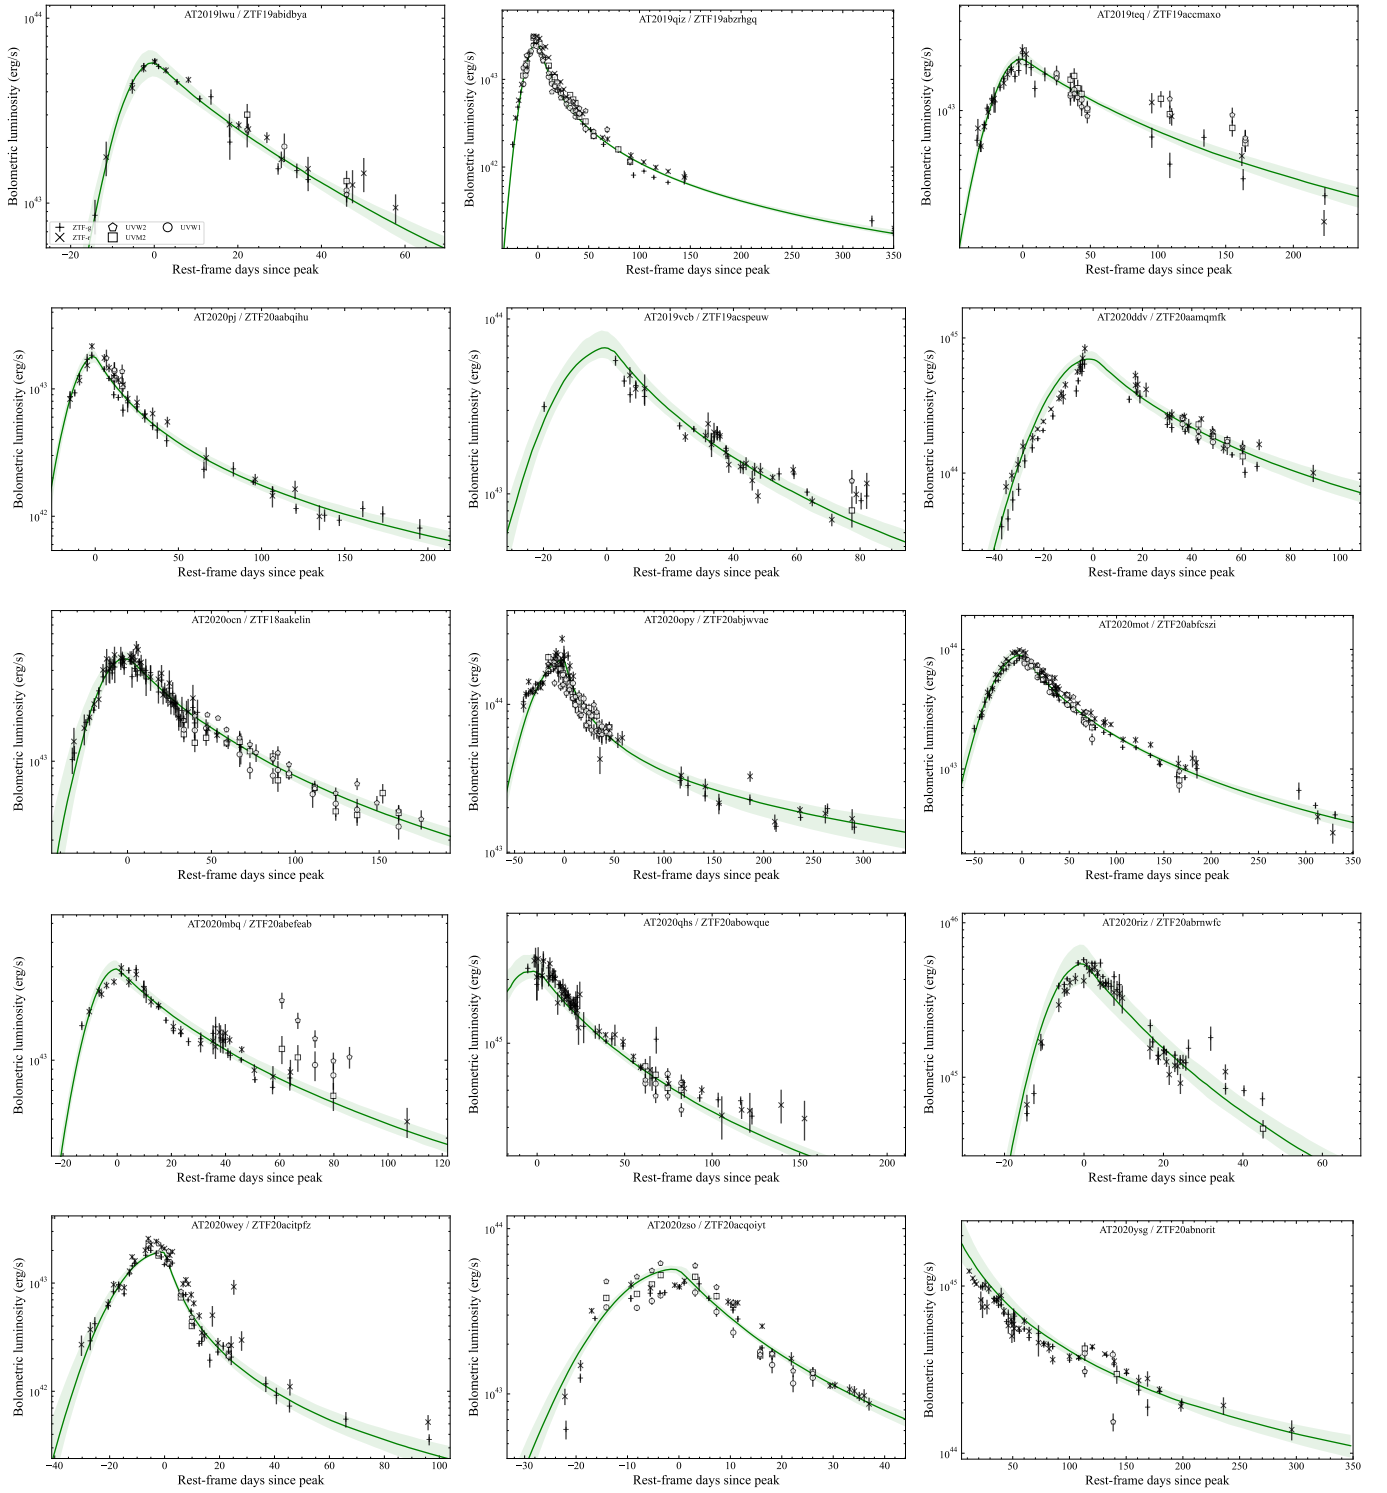 AT2019lwu / ZTF19abidbya
Bolometric luminosity (erg/s)
10^44
10^43
ZTF-g
ZTF-r
UVW2
UVM2
UVW1
−20 0 20 40 60
Rest-frame days since peak
AT2019qiz / ZTF19abzrhgq
Bolometric luminosity (erg/s)
10^43
10^42
0 50 100 150 200 250 300 350
Rest-frame days since peak
AT2019teq / ZTF19accmaxo
Bolometric luminosity (erg/s)
10^43
0 50 100 150 200
Rest-frame days since peak
AT2020pj / ZTF20aabqihu
Bolometric luminosity (erg/s)
10^43
10^42
0 50 100 150 200
Rest-frame days since peak
AT2019vcb / ZTF19acspeuw
Bolometric luminosity (erg/s)
10^44
10^43
−20 0 20 40 60 80
Rest-frame days since peak
AT2020ddv / ZTF20aamqmfk
Bolometric luminosity (erg/s)
10^45
10^44
−40 −20 0 20 40 60 80 100
Rest-frame days since peak
AT2020ocn / ZTF18aakelin
Bolometric luminosity (erg/s)
10^43
0 50 100 150
Rest-frame days since peak
AT2020opy / ZTF20abjwvae
Bolometric luminosity (erg/s)
10^44
10^43
−50 0 50 100 150 200 250 300
Rest-frame days since peak
AT2020mot / ZTF20abfcszi
Bolometric luminosity (erg/s)
10^44
10^43
−50 0 50 100 150 200 250 300 350
Rest-frame days since peak
AT2020mbq / ZTF20abefeab
Bolometric luminosity (erg/s)
10^43
−20 0 20 40 60 80 100 120
Rest-frame days since peak
AT2020qhs / ZTF20abowque
Bolometric luminosity (erg/s)
10^45
0 50 100 150 200
Rest-frame days since peak
AT2020riz / ZTF20abrnwfc
Bolometric luminosity (erg/s)
10^46
10^45
−20 0 20 40 60
Rest-frame days since peak
AT2020wey / ZTF20acitpfz
Bolometric luminosity (erg/s)
10^43
10^42
−40 −20 0 20 40 60 80 100
Rest-frame days since peak
AT2020zso / ZTF20acqoiyt
Bolometric luminosity (erg/s)
10^44
10^43
−30 −20 −10 0 10 20 30 40
Rest-frame days since peak
AT2020ysg / ZTF20abnorit
Bolometric luminosity (erg/s)
10^45
10^44
50 100 150 200 250 300 350
Rest-frame days since peak